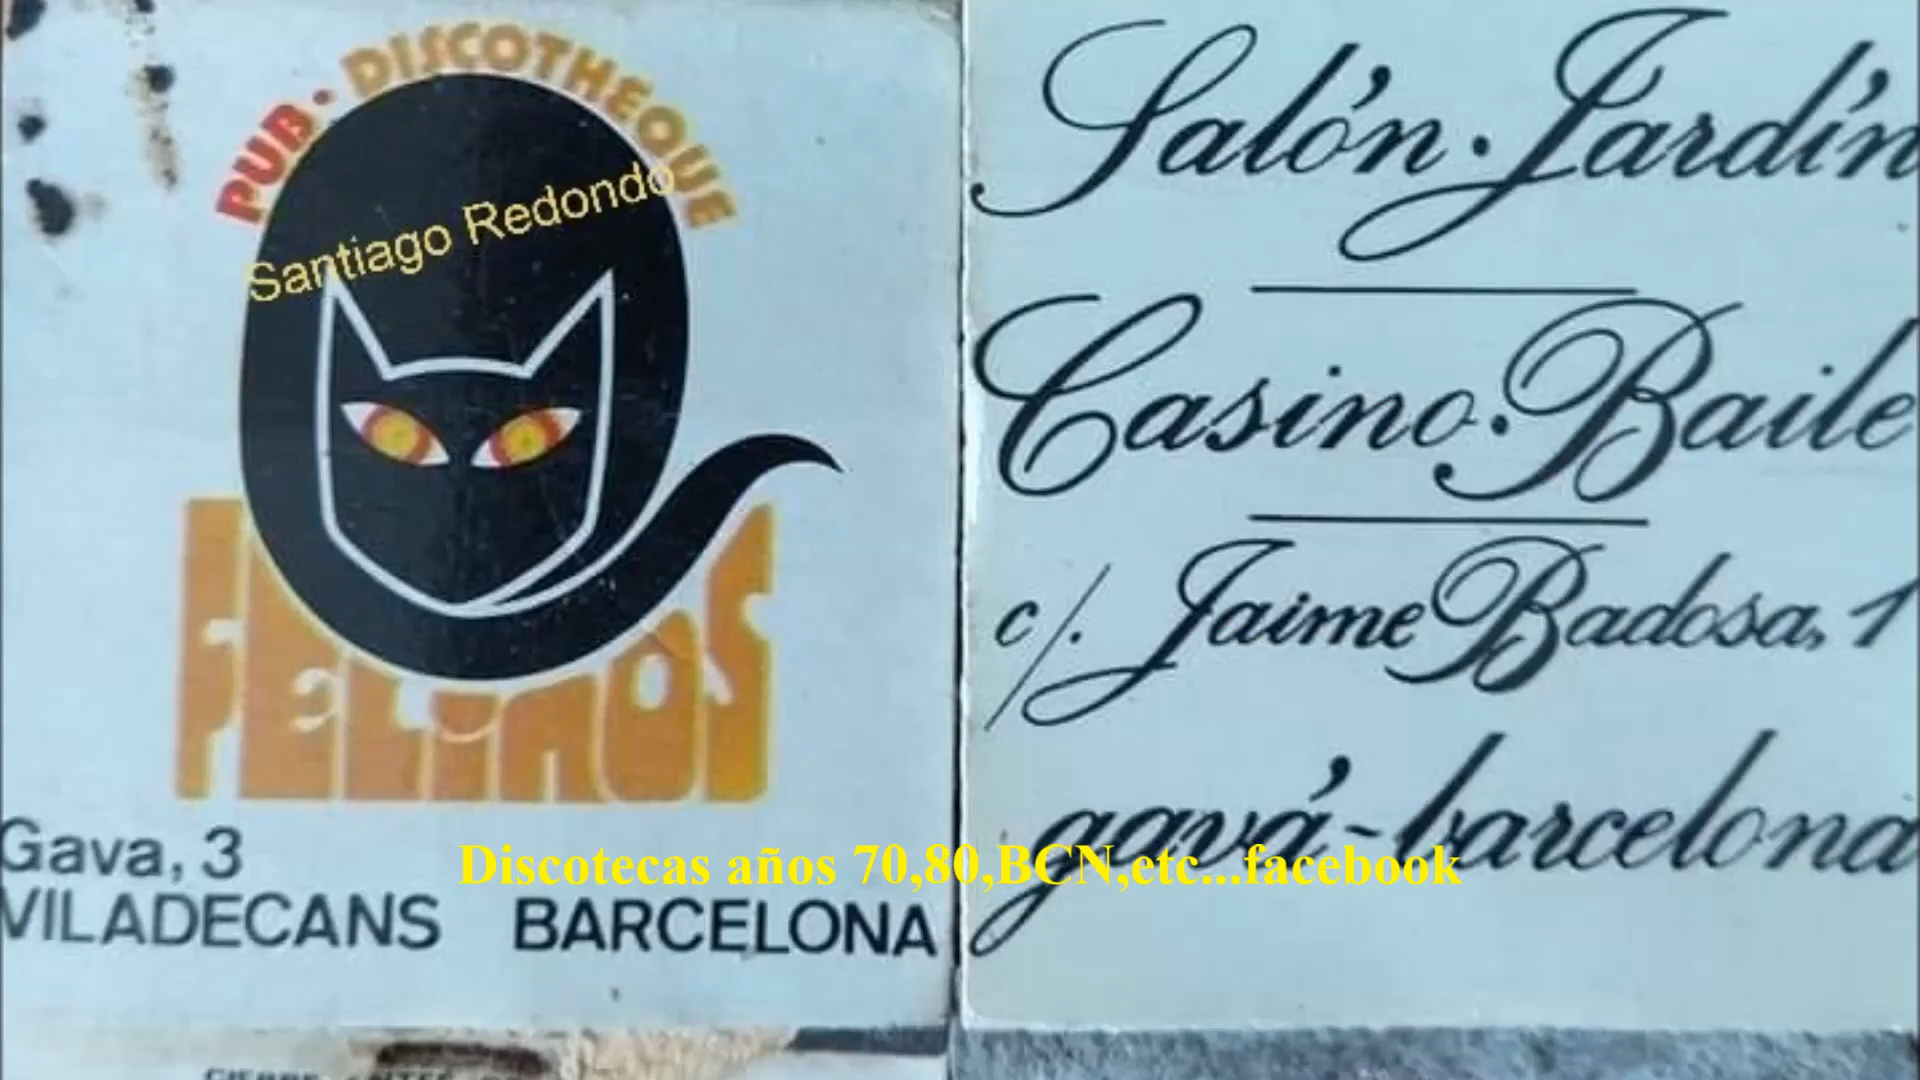 PUB · DISCOTHEQUE
Santiago Redondo
FELINOS
Gava, 3
VILADECANS BARCELONA
Salón · Jardín
Casino · Baile
c/. Jaime Badosa, 1
gavá - barcelona
Discotecas años 70,80,BCN,etc...facebook